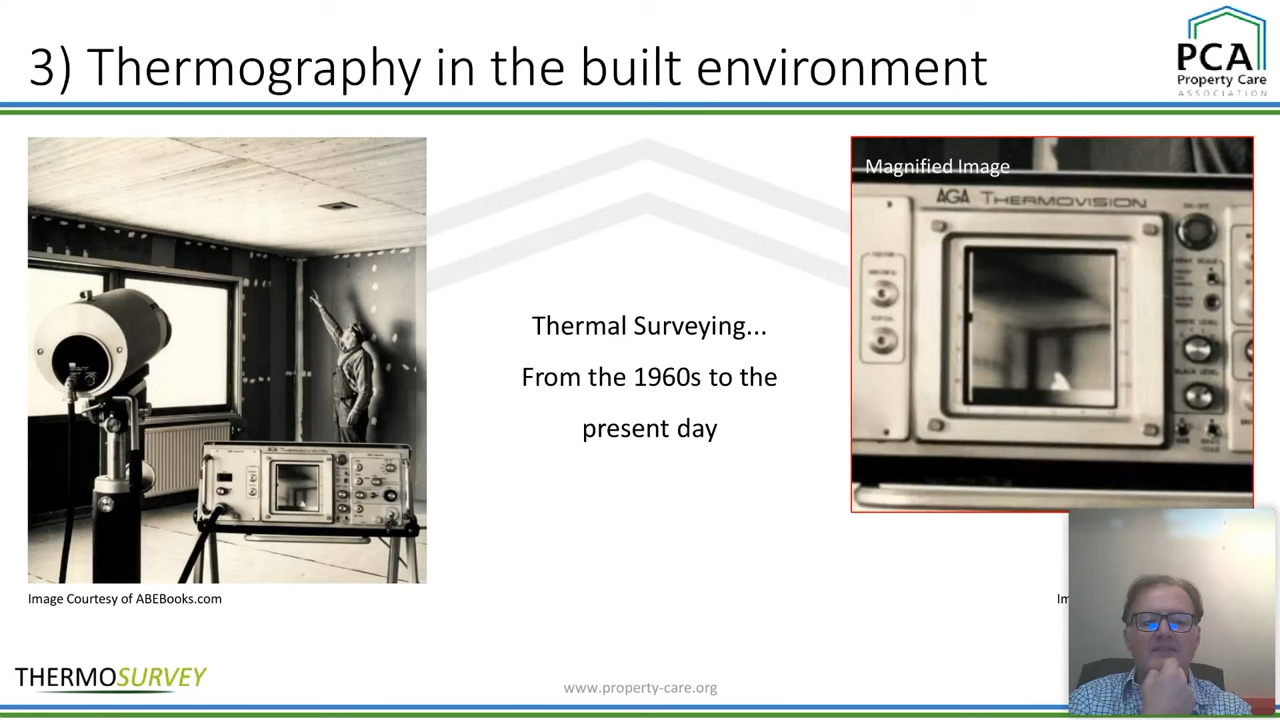 3) Thermography in the built environment
PCA
Property Care
ASSOCIATION
Magnified Image
AGA THERMOVISION
Thermal Surveying...
From the 1960s to the
present day
Image Courtesy of ABEBooks.com
THERMOSURVEY
www.property-care.org